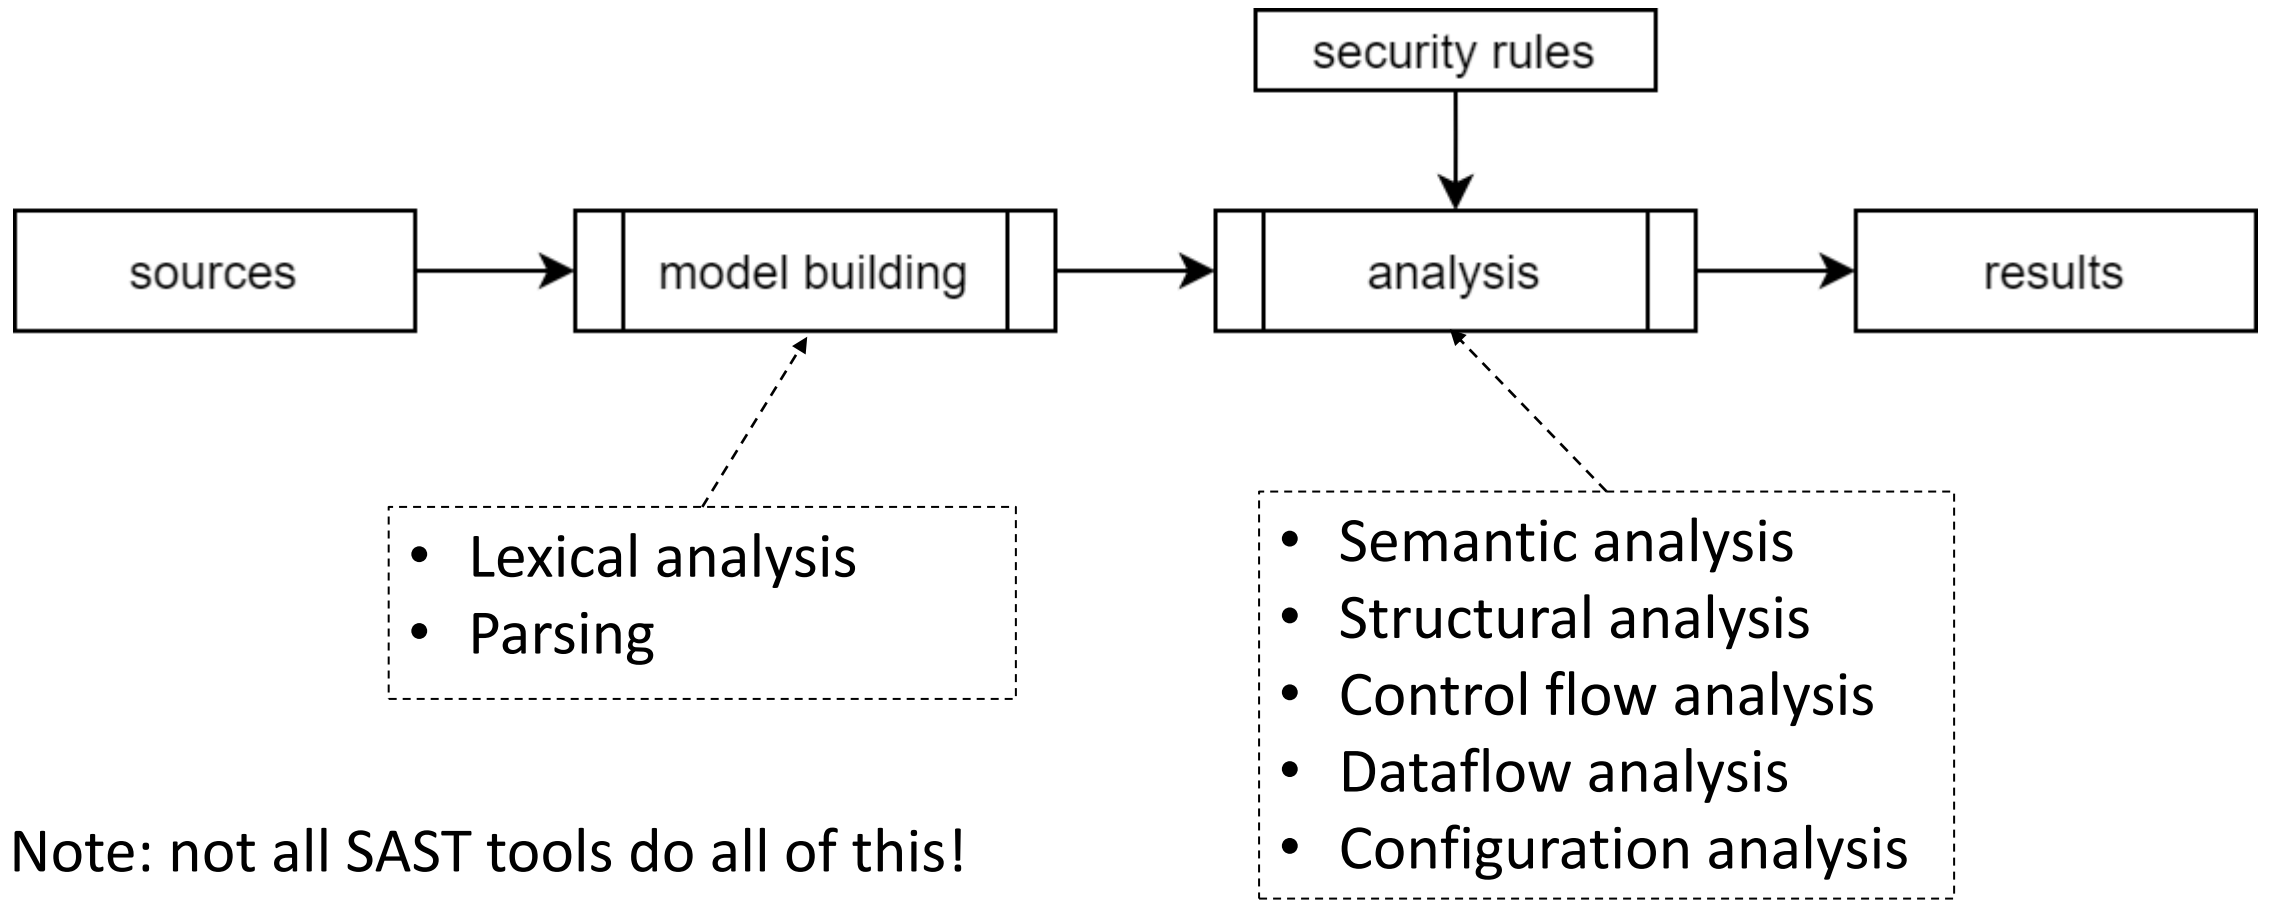 security rules
sources
model building
analysis
results
• Lexical analysis
• Parsing
• Semantic analysis
• Structural analysis
• Control flow analysis
• Dataflow analysis
• Configuration analysis
Note: not all SAST tools do all of this!